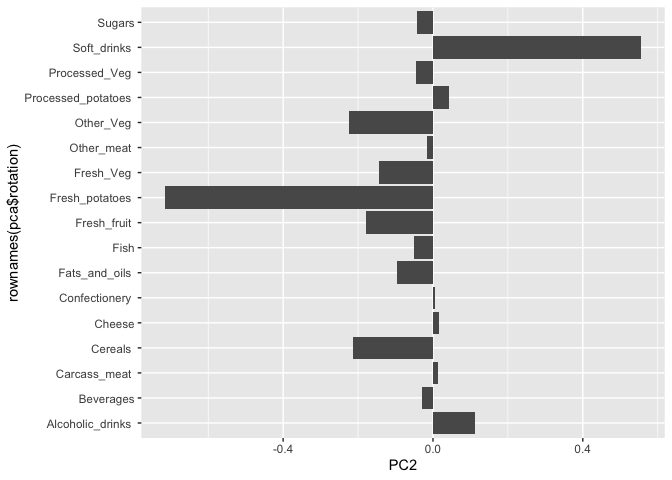 Sugars
Soft_drinks
Processed_Veg
Processed_potatoes
Other_Veg
Other_meat
Fresh_Veg
Fresh_potatoes
Fresh_fruit
Fish
Fats_and_oils
Confectionery
Cheese
Cereals
Carcass_meat
Beverages
Alcoholic_drinks
rownames(pca$rotation)
-0.4 0.0 0.4
PC2